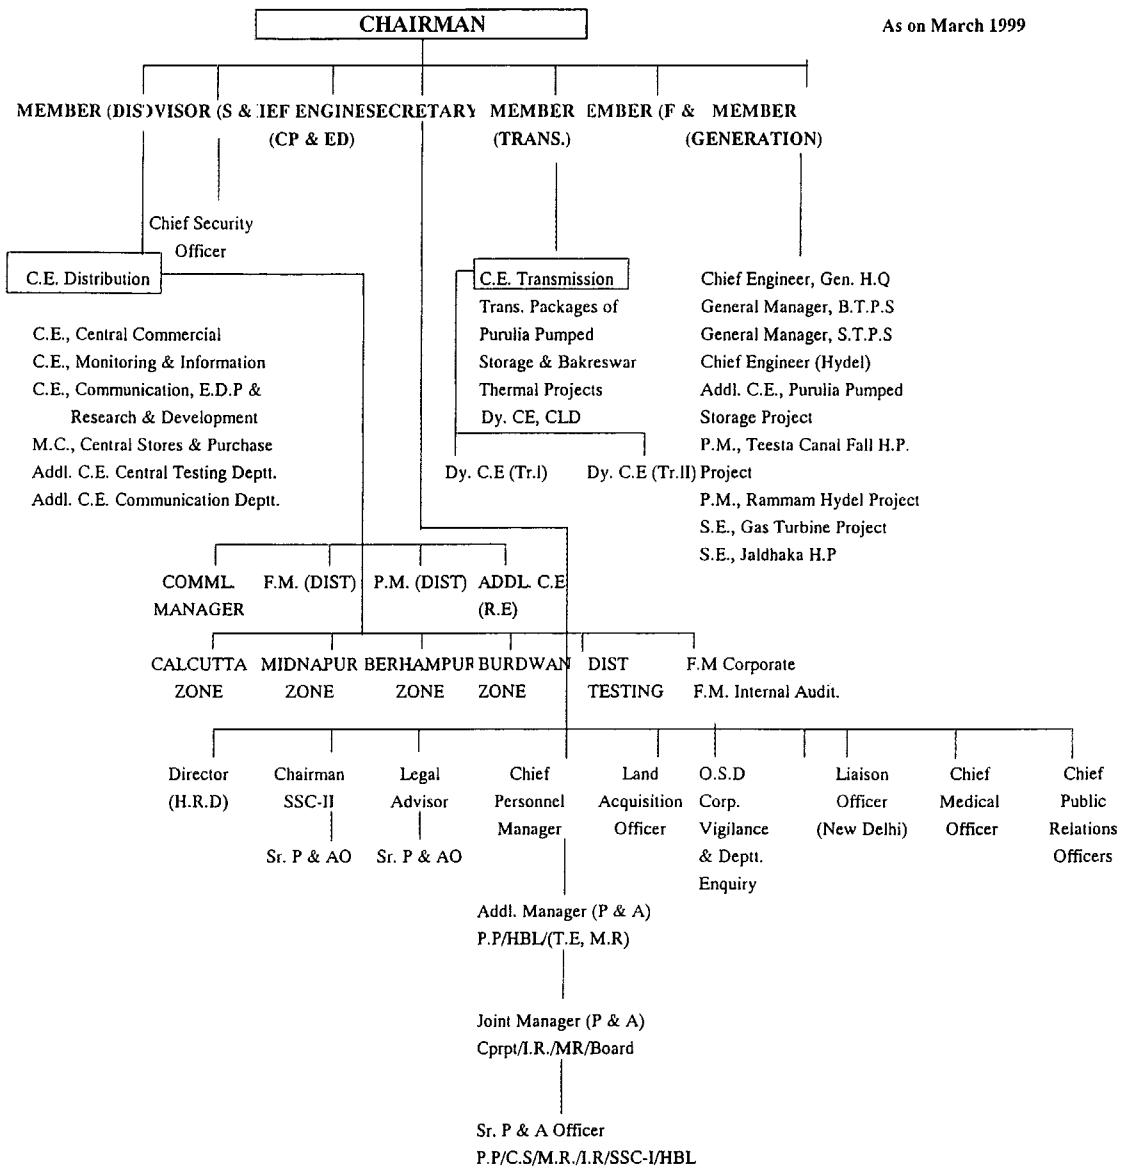 CHAIRMAN
As on March 1999
MEMBER (DIS
VISOR (S &
IEF ENGINE
SECRETARY
MEMBER
(TRANS.)
EMBER (F &
MEMBER
(GENERATION)
(CP & ED)
Chief Security
Officer
C.E. Distribution
C.E., Central Commercial
C.E., Monitoring & Information
C.E., Communication, E.D.P &
Research & Development
M.C., Central Stores & Purchase
Addl. C.E. Central Testing Deptt.
Addl. C.E. Communication Deptt.
C.E. Transmission
Trans. Packages of
Purulia Pumped
Storage & Bakreswar
Thermal Projects
Dy. CE, CLD
Dy. C.E (Tr.I)
Dy. C.E (Tr.II)
Chief Engineer, Gen. H.Q
General Manager, B.T.P.S
General Manager, S.T.P.S
Chief Engineer (Hydel)
Addl. C.E., Purulia Pumped
Storage Project
P.M., Teesta Canal Fall H.P.
Project
P.M., Rammam Hydel Project
S.E., Gas Turbine Project
S.E., Jaldhaka H.P
COMML.
MANAGER
F.M. (DIST)
P.M. (DIST)
ADDL. C.E
(R.E)
CALCUTTA
ZONE
MIDNAPUR
ZONE
BERHAMPUR
ZONE
BURDWAN
ZONE
DIST
TESTING
F.M Corporate
F.M. Internal Audit.
Director
(H.R.D)
Chairman
SSC-II
Sr. P & AO
Legal
Advisor
Sr. P & AO
Chief
Personnel
Manager
Land
Acquisition
Officer
O.S.D
Corp.
Vigilance
& Deptt.
Enquiry
Liaison
Officer
(New Delhi)
Chief
Medical
Officer
Chief
Public
Relations
Officers
Addl. Manager (P & A)
P.P/HBL/(T.E, M.R)
Joint Manager (P & A)
Cprpt/I.R./MR/Board
Sr. P & A Officer
P.P/C.S/M.R./I.R/SSC-I/HBL